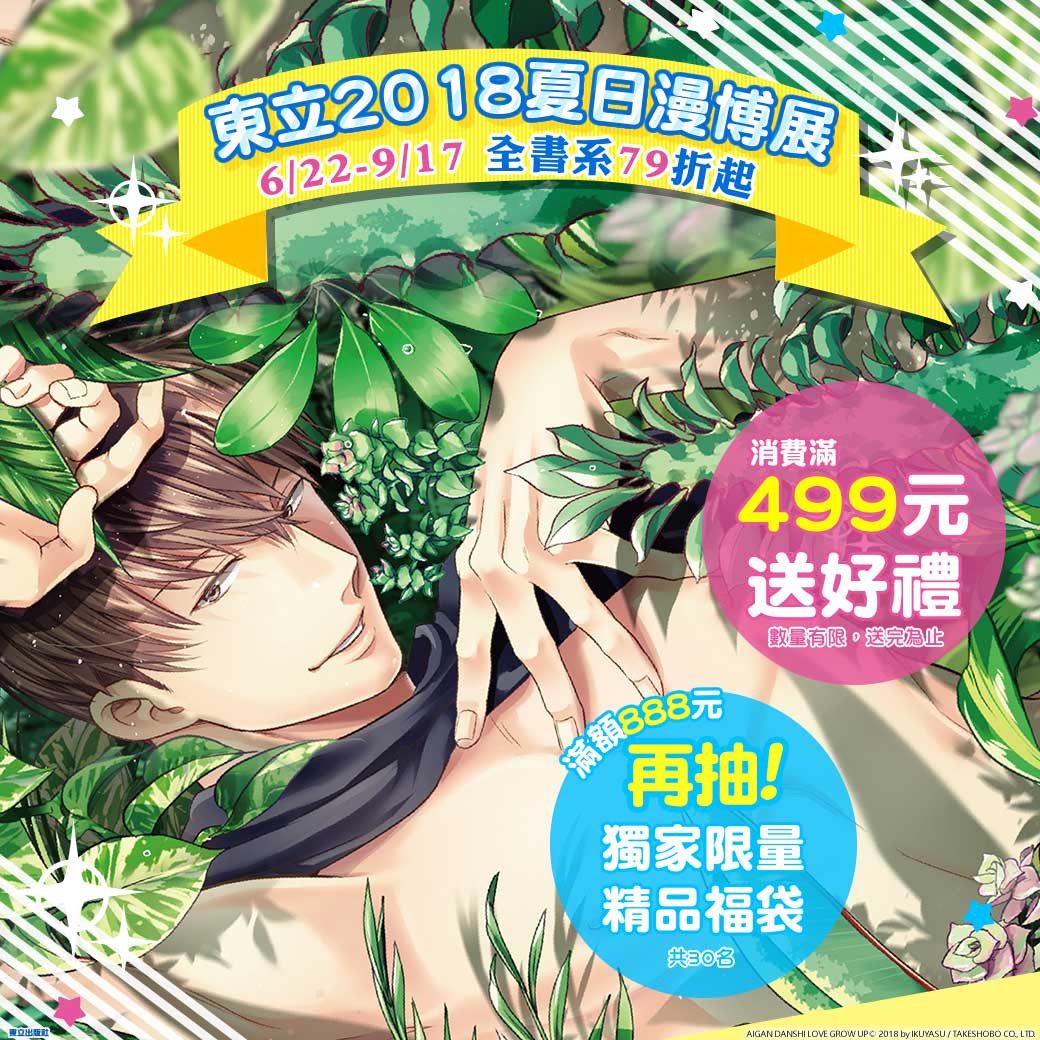 東立2018夏日漫博展
6/22-9/17 全書系79折起
消費滿
499元
送好禮
數量有限，送完為止
滿額888元
再抽!
獨家限量
精品福袋
共30名
東立出版社
AIGAN DANSHI LOVE GROW UP© 2018 by IKUYASU / TAKESHOBO CO., LTD.